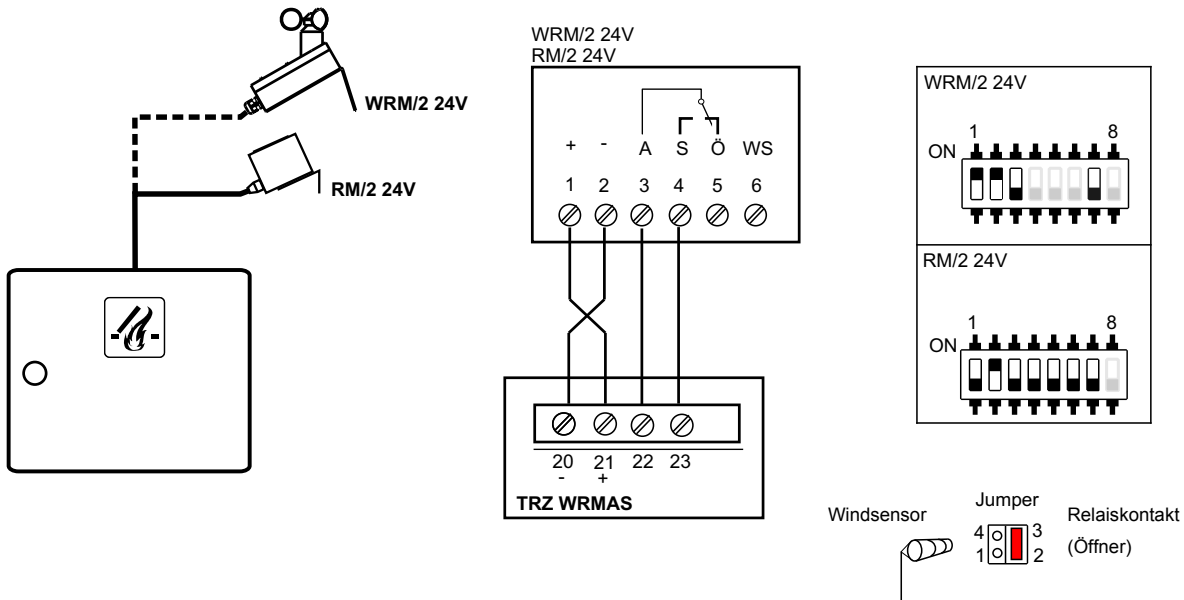 WRM/2 24V
RM/2 24V
WRM/2 24V
RM/2 24V
+ - A S Ö WS
1 2 3 4 5 6
20 21 22 23
- +
TRZ WRMAS
WRM/2 24V
1 8
ON
RM/2 24V
1 8
ON
Windsensor
Jumper
4 3
1 2
Relaiskontakt
(Öffner)